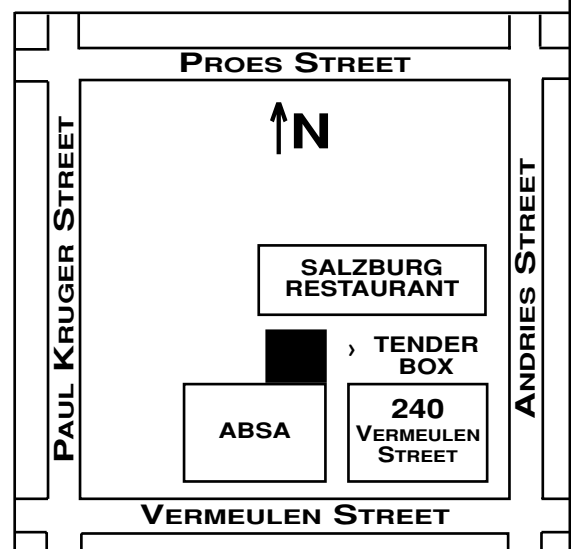 PROES STREET
N
PAUL KRUGER STREET
ANDRIES STREET
SALZBURG
RESTAURANT
› TENDER
BOX
ABSA
240
VERMEULEN
STREET
VERMEULEN STREET